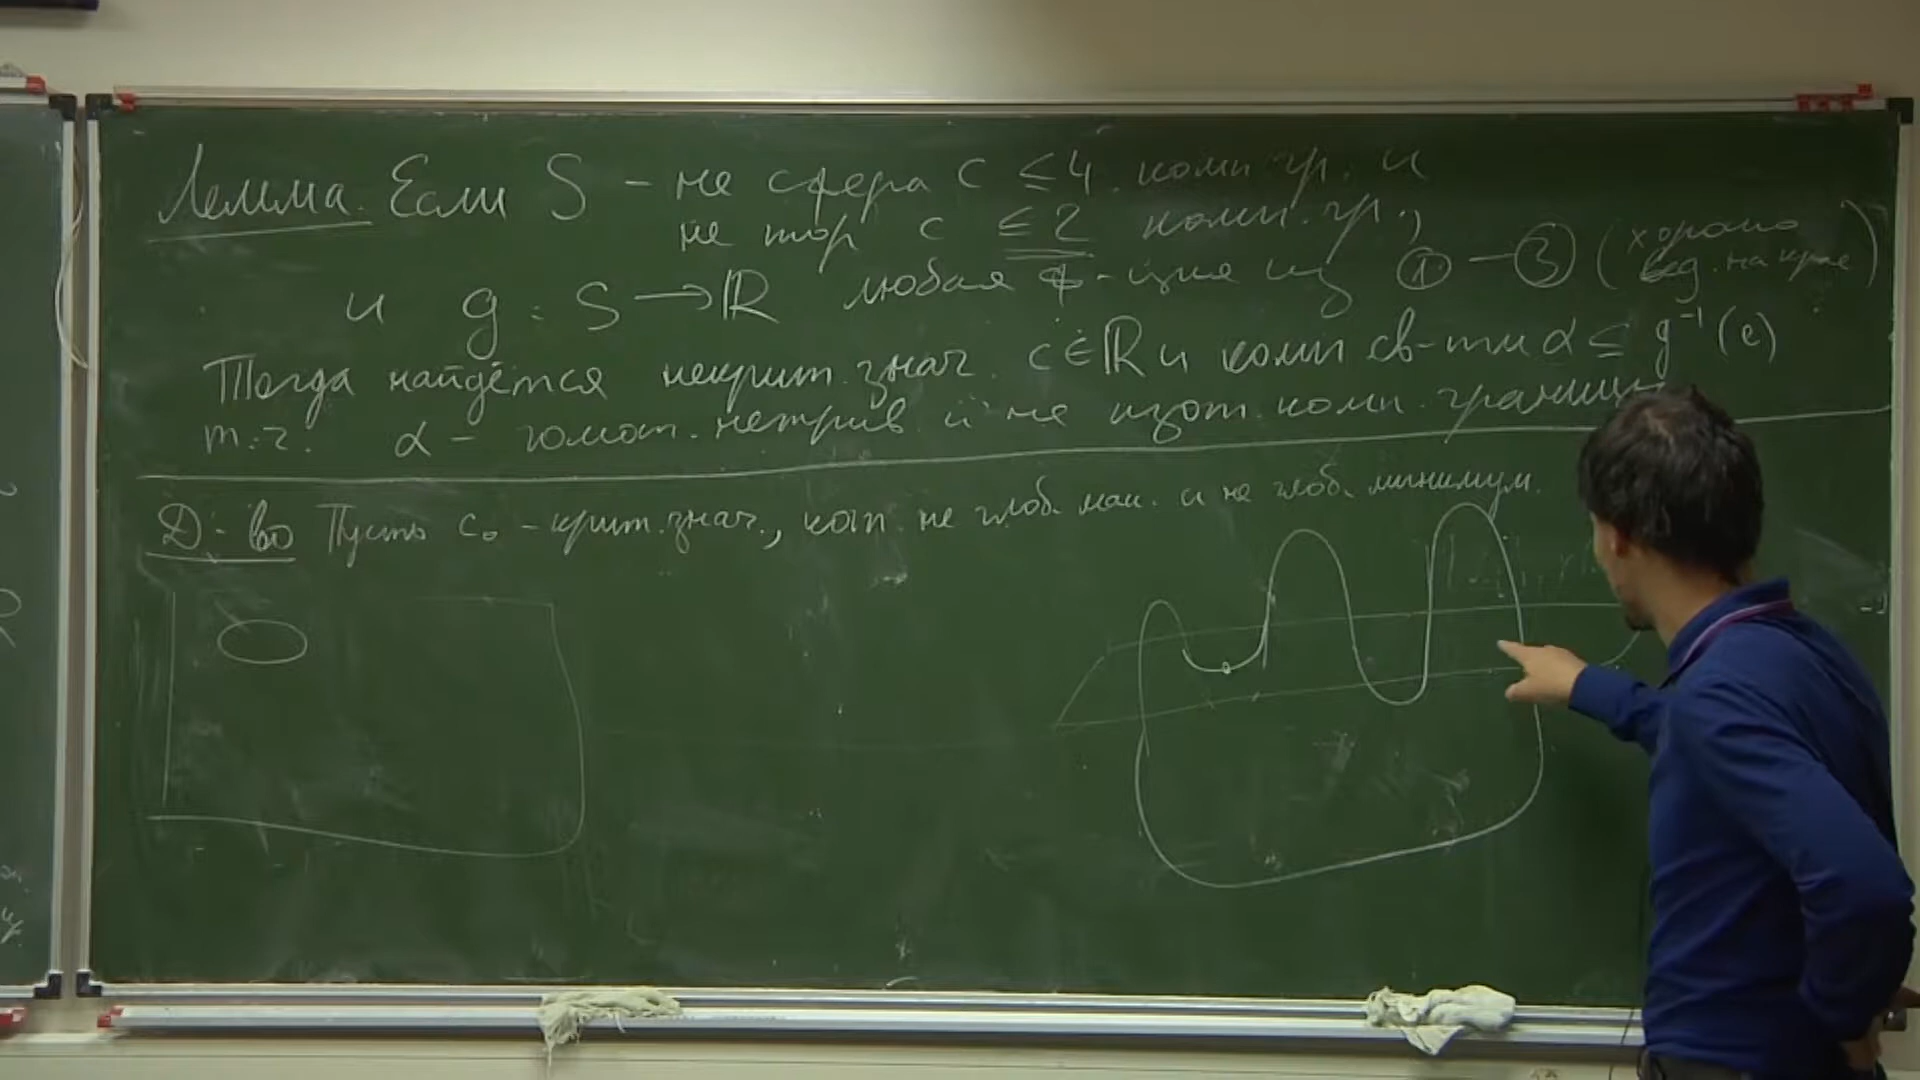 Лемма. Если S – не сфера с ≤ 4 комп. гр. и
не тор с ≤ 2 комп. гр.,
и g : S → ℝ любая ф-ция из ① – ③ (хорошо вед. на крае)
Тогда найдётся некрит. знач. c ∈ ℝ и комп св-ти α ⊆ g⁻¹(c)
т.ч. α – гомот. нетрив и не изот. комп. границы
Д-во Пусть c₀ – крит. знач., кот. не глоб. мак. и не глоб. минимум.